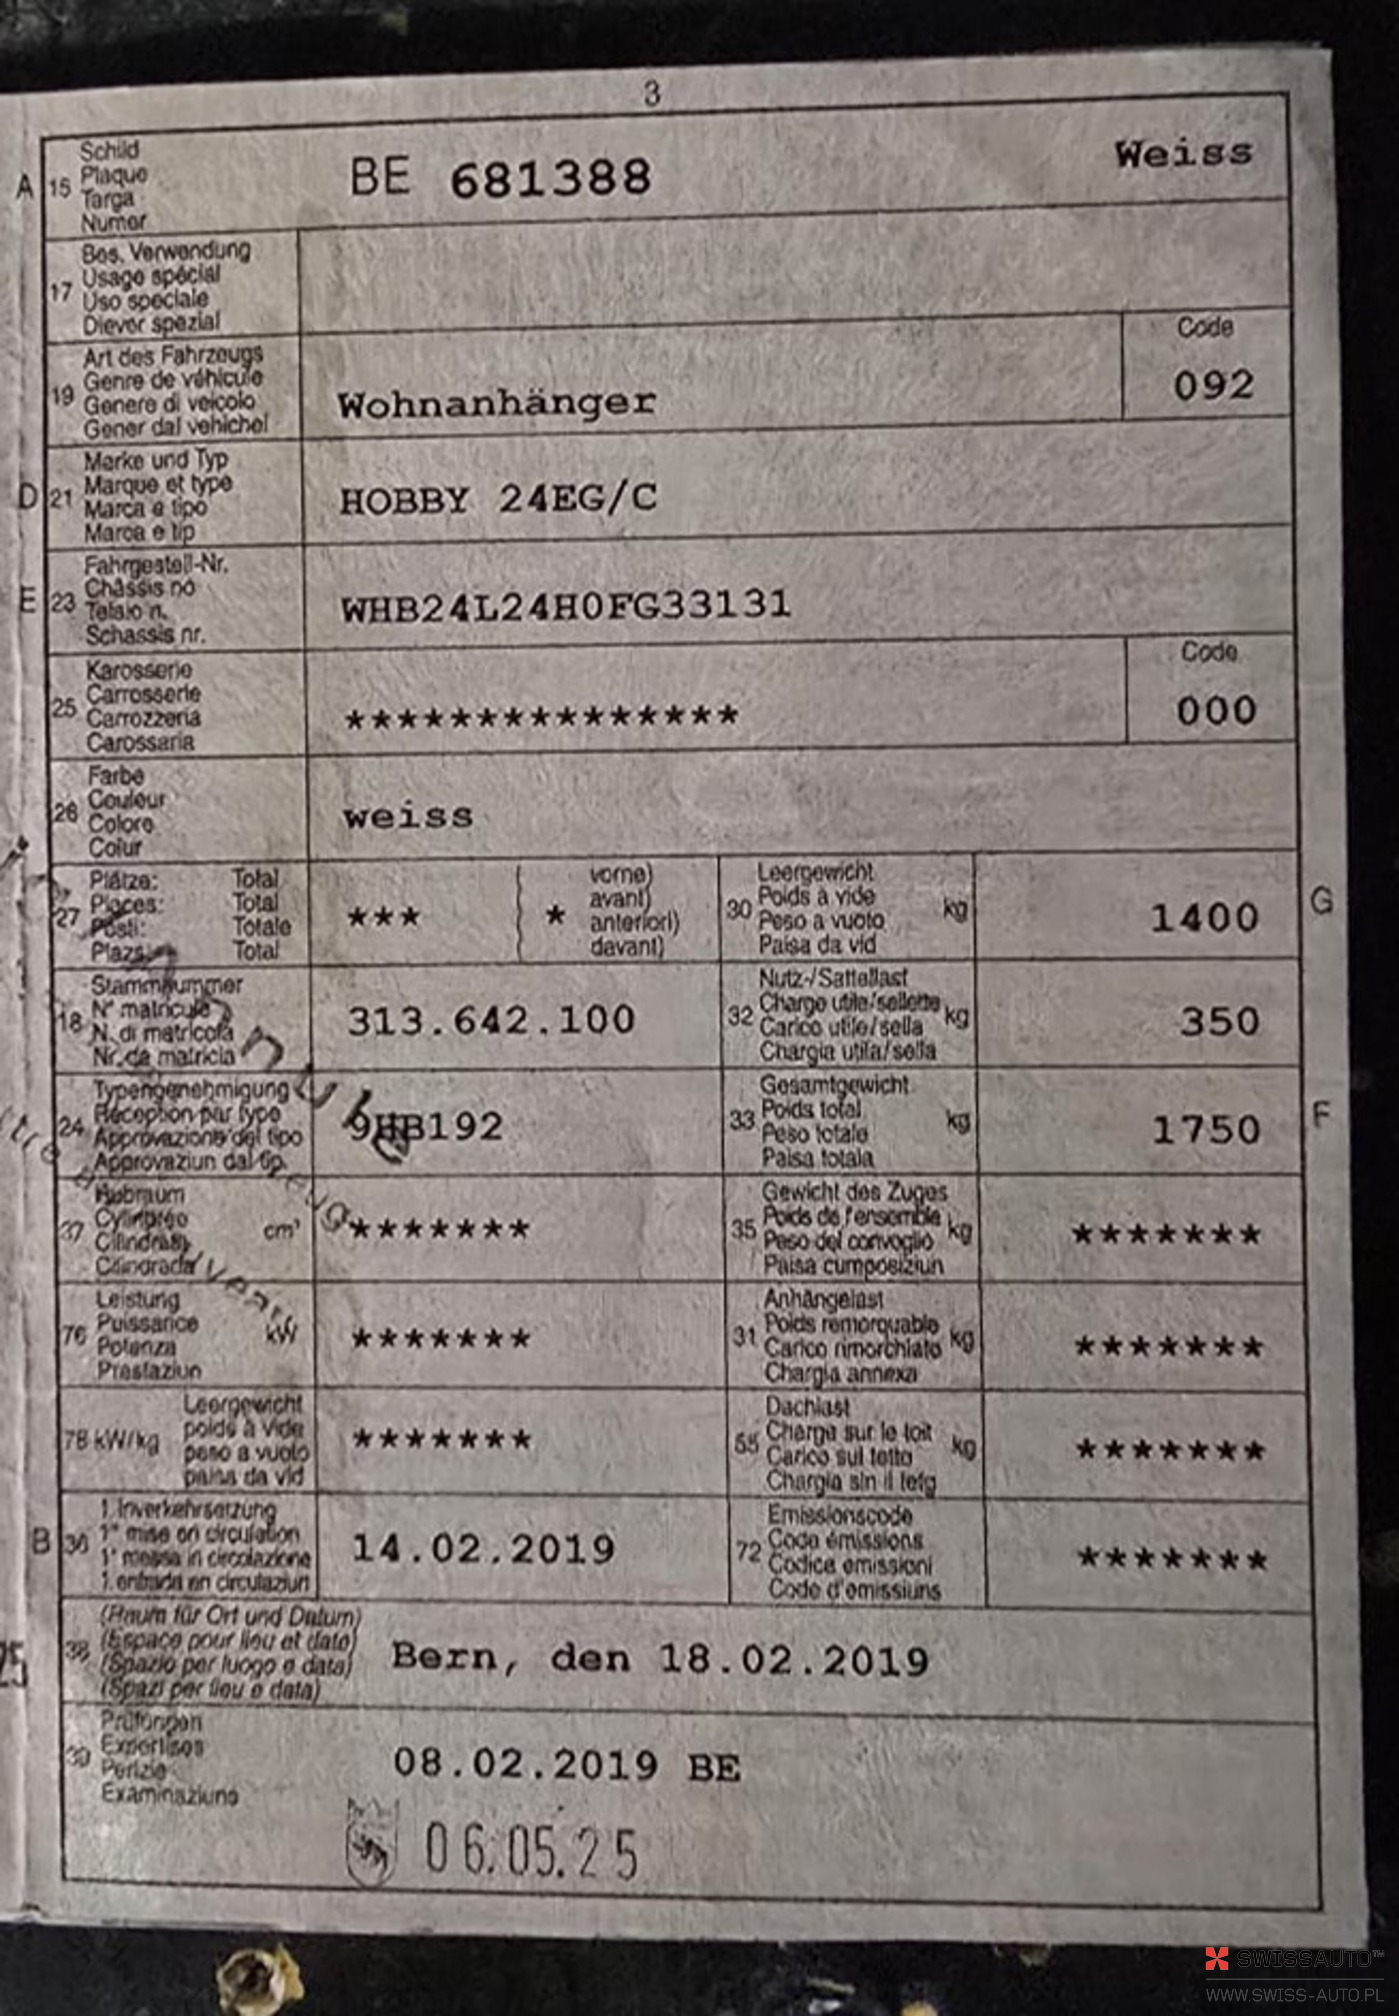 3
A 15 Schild BE 681388 Weiss
Plaque
Targa
Numer
17 Bes. Verwendung
Usage spécial
Uso speciale
Diever spezial
19 Art des Fahrzeugs Code
Genre de véhicule 092
Genere di veicolo Wohnanhänger
Gener dal vehichel
D 21 Marke und Typ
Marque et type HOBBY 24EG/C
Marca e tipo
Marca e tip
E 23 Fahrgestell-Nr.
Châssis no WHB24L24H0FG33131
Telaio n.
Schassis nr.
25 Karosserie Code
Carrosserie 000
Carrozzeria ***************
Carossaria
26 Farbe
Couleur weiss
Colore
Colur
27 Plätze: Total *** ( * vorne)
Places: Total avant)
Posti: Totale anteriori)
Plazs: Total davant)
30 Leergewicht kg 1400 G
Poids à vide
Peso a vuoto
Paisa da vid
18 Stammnummer 313.642.100
N° matricule
N. di matricola
Nr. da matricla
32 Nutz-/Sattellast kg 350
Charge utile/sellette
Carico utile/sella
Chargia utila/sella
24 Typengenehmigung 9HB192
Réception par type
Approvazione del tipo
Approvaziun dal tip
33 Gesamtgewicht kg 1750 F
Poids total
Peso totale
Paisa totala
37 Hubraum cm³ *******
Cylindrée
Cilindrata
Cilindrada
35 Gewicht des Zuges kg *******
Poids de l'ensemble
Peso del convoglio
Paisa cumposiziun
76 Leistung kW *******
Puissance
Potenza
Prestaziun
31 Anhängelast kg *******
Poids remorquable
Carico rimorchiato
Chargia annexa
78 kW/kg Leergewicht *******
poids à vide
peso a vuoto
paisa da vid
55 Dachlast kg *******
Charge sur le toit
Carico sul tetto
Chargia sin il tetg
B 36 1. Inverkehrsetzung 14.02.2019
1re mise en circulation
1a messa in circolazione
1. entrada en circulaziun
72 Emissionscode *******
Code émissions
Codice emissioni
Code d'emissiuns
38 (Raum für Ort und Datum)
(Espace pour lieu et date) Bern, den 18.02.2019
(Spazio per luogo e data)
(Spazi per lieu e data)
39 Prüfungen
Expertises 08.02.2019 BE
Perizie
Examinaziuns
06.05.25
SWISSAUTO™
WWW.SWISS-AUTO.PL